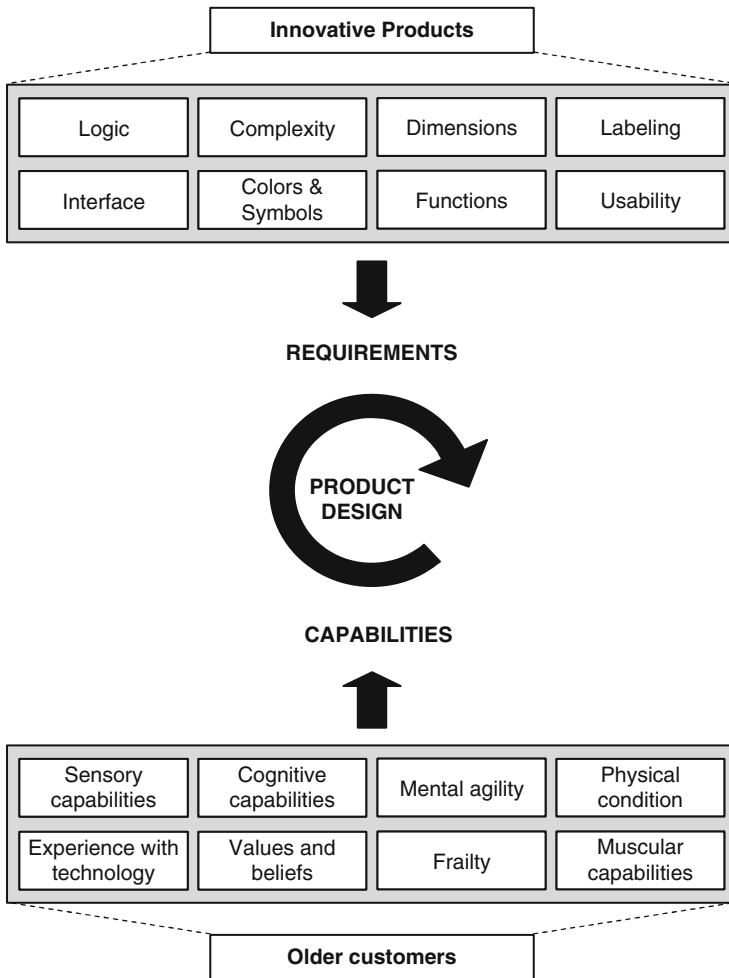 Innovative Products
Logic
Complexity
Dimensions
Labeling
Interface
Colors &
Symbols
Functions
Usability
REQUIREMENTS
PRODUCT
DESIGN
CAPABILITIES
Sensory
capabilities
Cognitive
capabilities
Mental agility
Physical
condition
Experience with
technology
Values and
beliefs
Frailty
Muscular
capabilities
Older customers